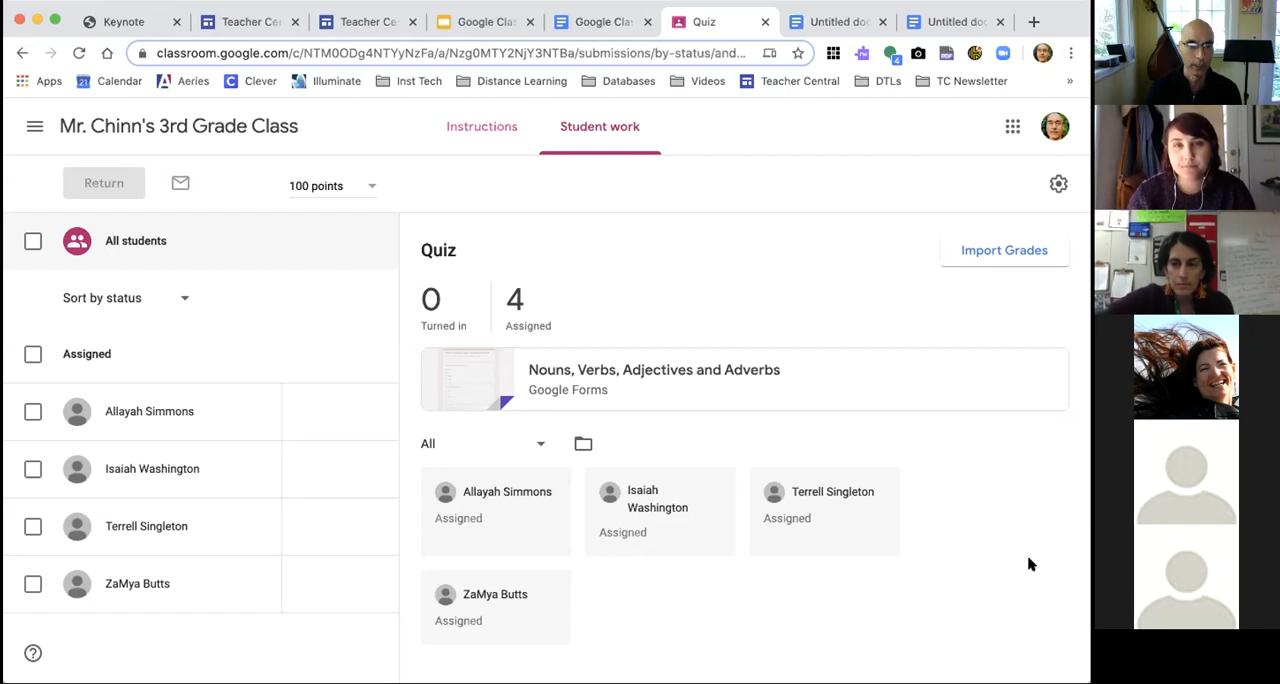 Keynote
Teacher Ce
Teacher Ce
Google Cla
Google Cla
Quiz
Untitled do
Untitled do
classroom.google.com/c/NTM0ODg4NTYyNzFa/a/Nzg0MTY2NjY3NTBa/submissions/by-status/and...
4
Apps
21 Calendar
Aeries
C Clever
Illuminate
Inst Tech
Distance Learning
Databases
Videos
Teacher Central
DTLs
TC Newsletter
»
Mr. Chinn's 3rd Grade Class
Instructions
Student work
Return
100 points
All students
Sort by status
Assigned
Allayah Simmons
Isaiah Washington
Terrell Singleton
ZaMya Butts
Quiz
Import Grades
0
Turned in
4
Assigned
Nouns, Verbs, Adjectives and Adverbs
Google Forms
All
Allayah Simmons
Assigned
Isaiah
Washington
Assigned
Terrell Singleton
Assigned
ZaMya Butts
Assigned